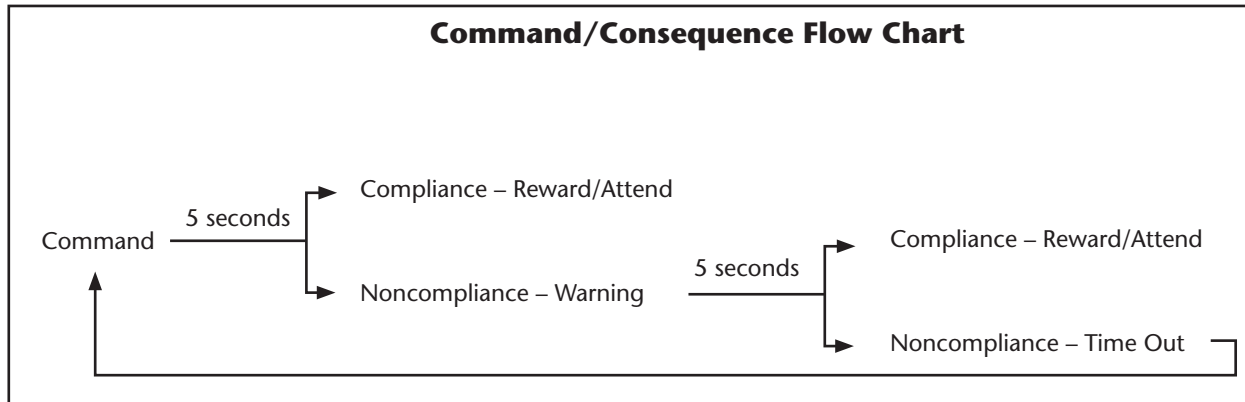 Command/Consequence Flow Chart
Compliance – Reward/Attend
5 seconds
Command
Compliance – Reward/Attend
5 seconds
Noncompliance – Warning
Noncompliance – Time Out